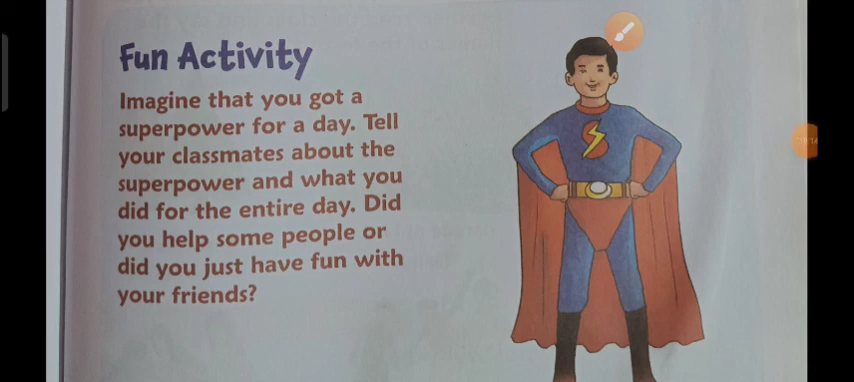 Fun Activity
Imagine that you got a
superpower for a day. Tell
your classmates about the
superpower and what you
did for the entire day. Did
you help some people or
did you just have fun with
your friends?